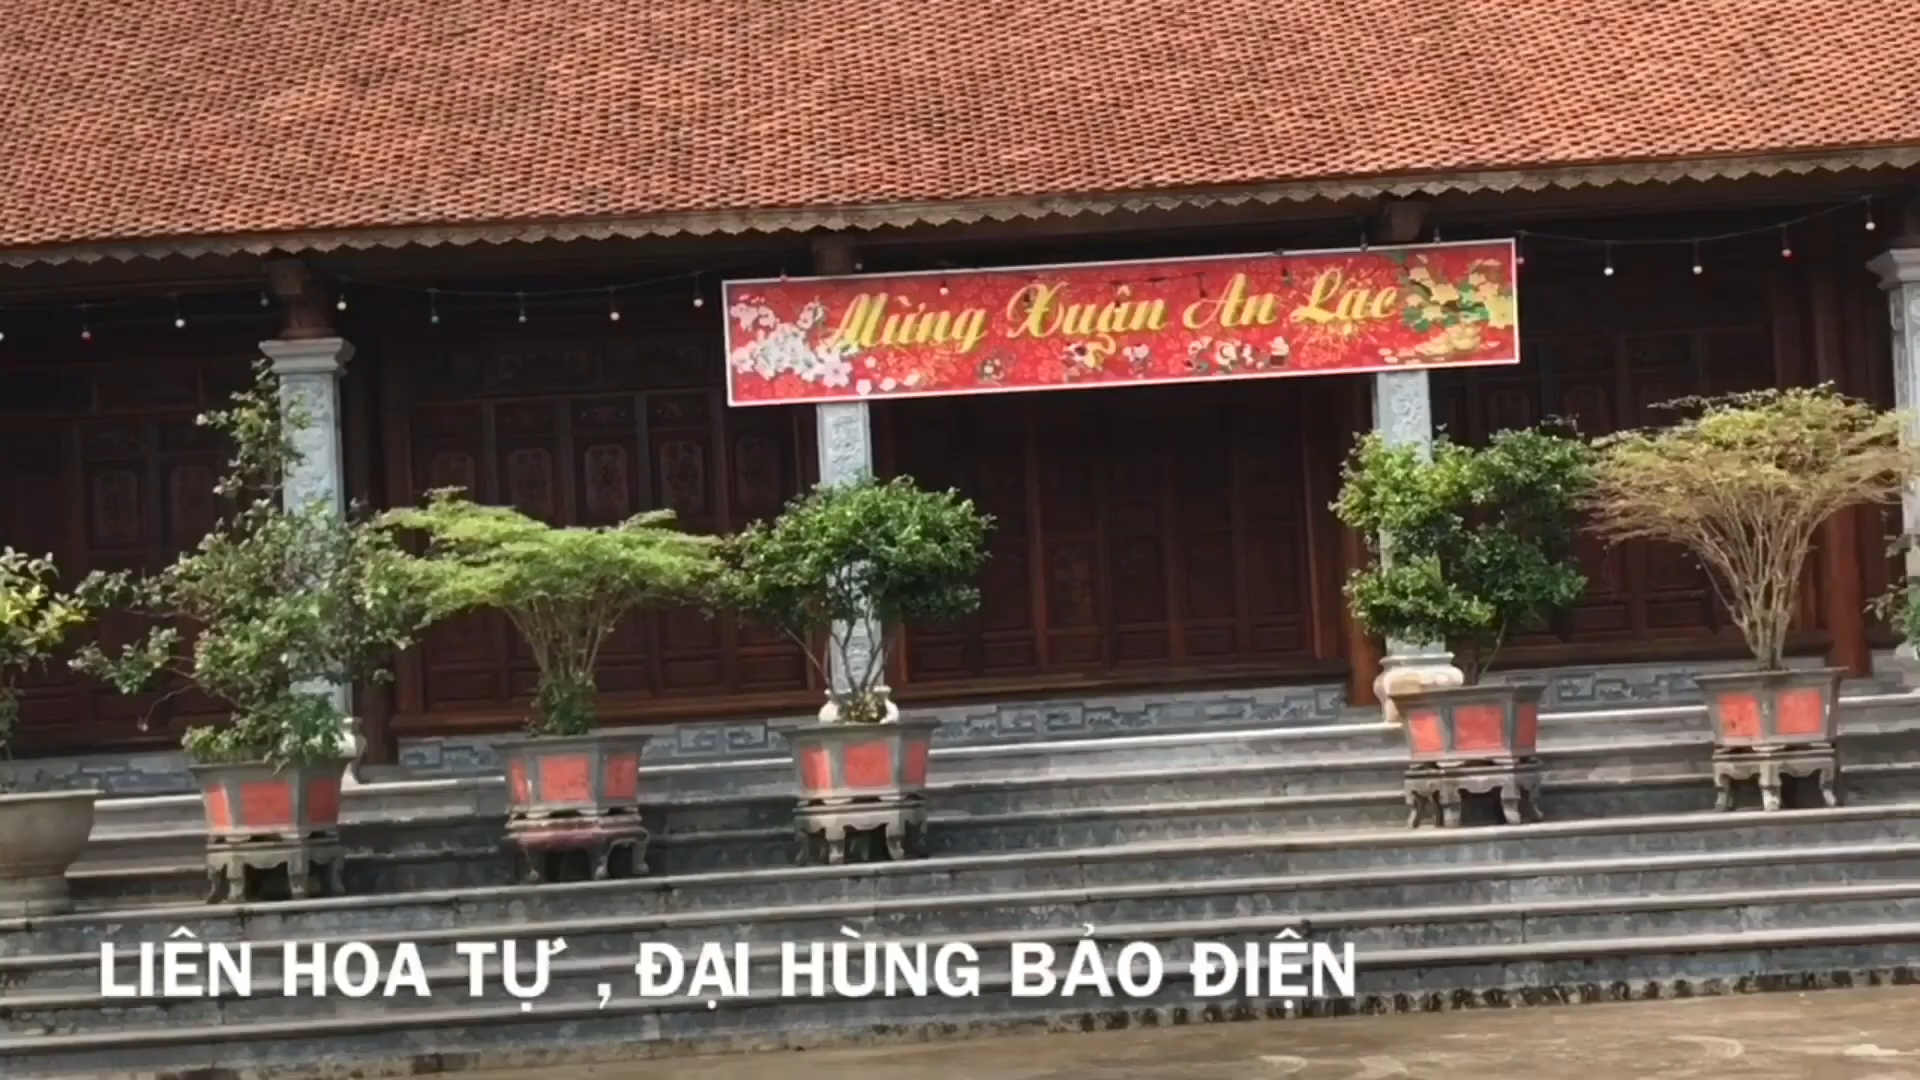 Mừng Xuân An Lạc
LIÊN HOA TỰ , ĐẠI HÙNG BẢO ĐIỆN